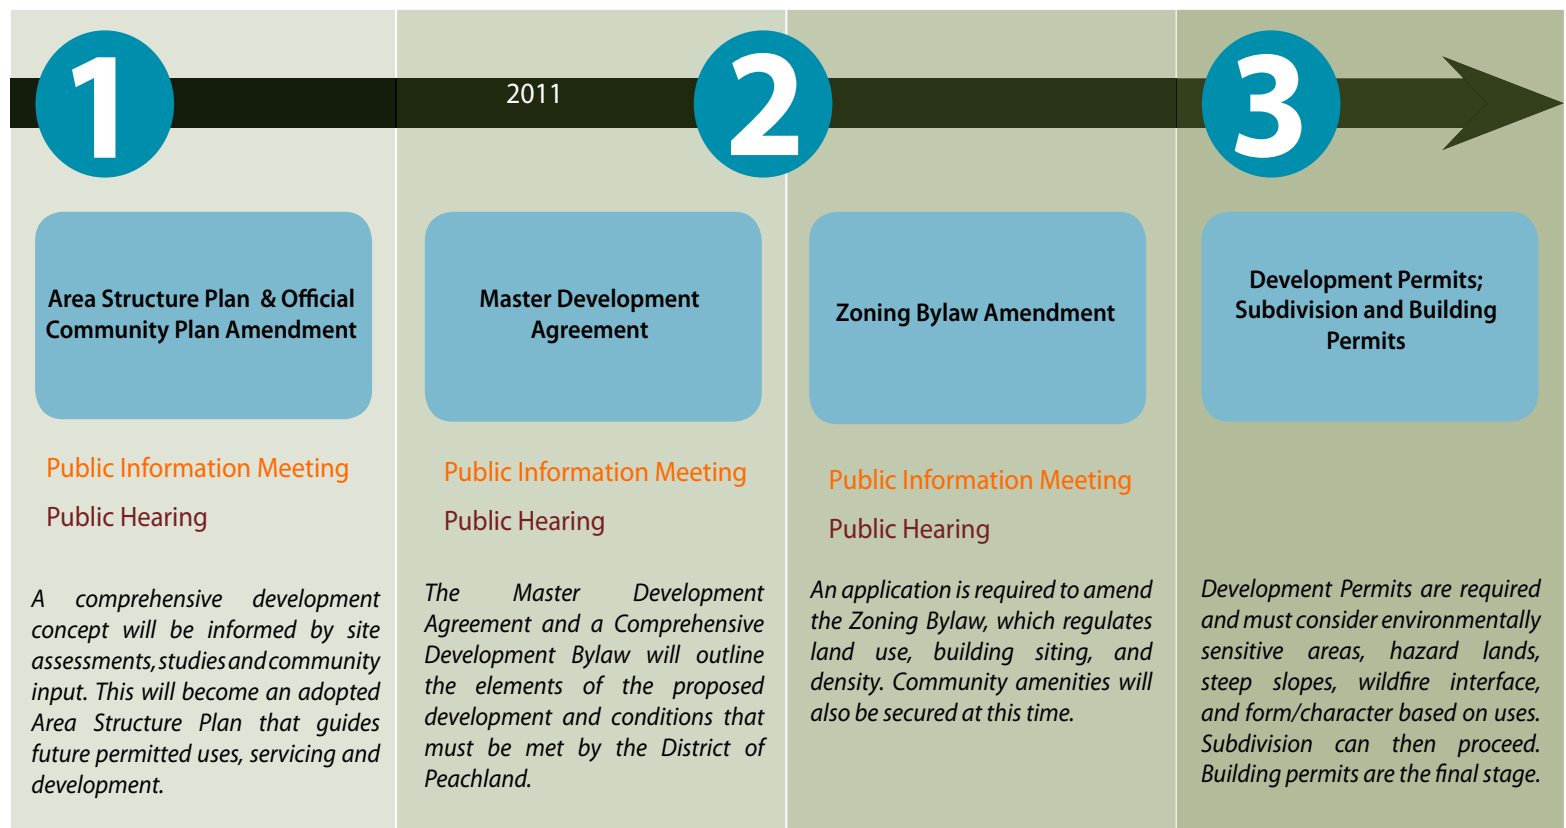 1
2011
2
3
Area Structure Plan & Official
Community Plan Amendment
Public Information Meeting
Public Hearing
A comprehensive development
concept will be informed by site
assessments, studies and community
input. This will become an adopted
Area Structure Plan that guides
future permitted uses, servicing and
development.
Master Development
Agreement
Public Information Meeting
Public Hearing
The Master Development
Agreement and a Comprehensive
Development Bylaw will outline
the elements of the proposed
development and conditions that
must be met by the District of
Peachland.
Zoning Bylaw Amendment
Public Information Meeting
Public Hearing
An application is required to amend
the Zoning Bylaw, which regulates
land use, building siting, and
density. Community amenities will
also be secured at this time.
Development Permits;
Subdivision and Building
Permits
Development Permits are required
and must consider environmentally
sensitive areas, hazard lands,
steep slopes, wildfire interface,
and form/character based on uses.
Subdivision can then proceed.
Building permits are the final stage.